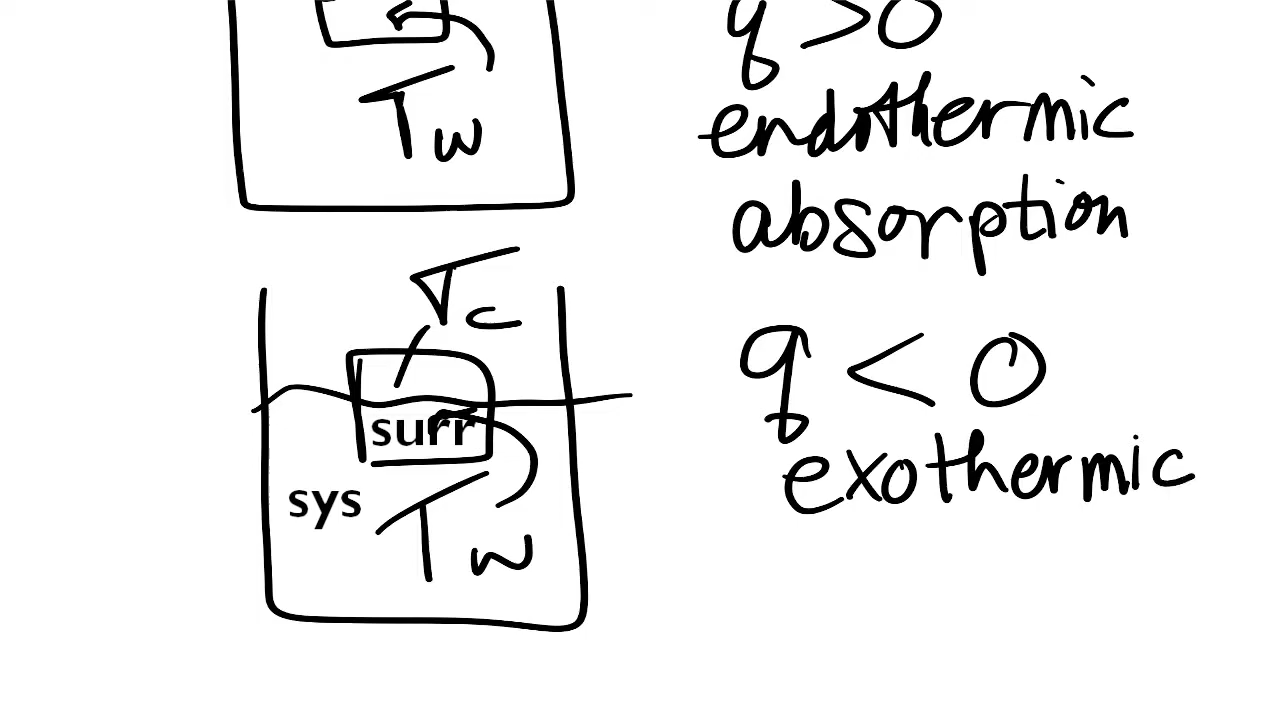 q > 0
endothermic
absorption
Tw
Tc
surr
sys
Tw
q < 0
exothermic